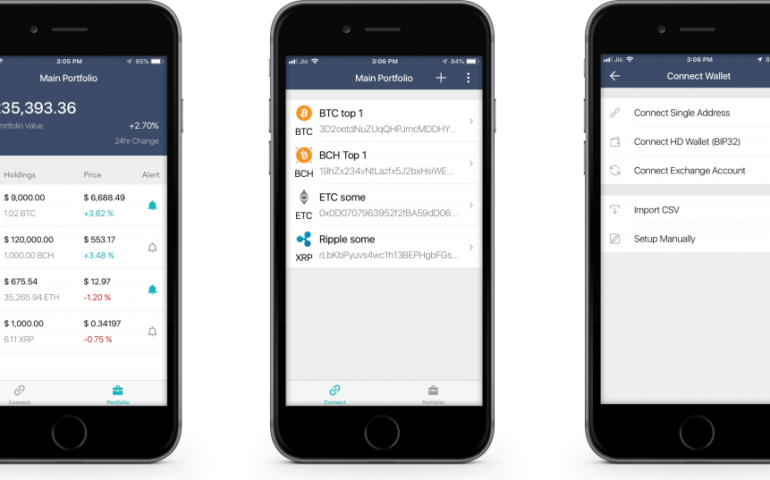 3:05 PM
85%
Main Portfolio
35,393.36
Portfolio Value
+2.70%
24hr Change
Holdings Price Alert
$ 9,000.00 $ 6,688.49
1.02 BTC +3.62 %
$ 120,000.00 $ 553.17
1,000.00 BCH +3.48 %
$ 675.54 $ 12.97
35,265.94 ETH -1.20 %
$ 1,000.00 $ 0.34197
6.11 XRP -0.75 %
Connect Portfolio
Jio 3:06 PM 84%
Main Portfolio
BTC top 1
BTC 3D2oetdNuZUqQHPJmcMDDHY...
BCH Top 1
BCH 19hZx234vNtLazfx5J2bxHsiWE...
ETC some
ETC 0x0D0707963952f2fBA59dD06...
Ripple some
XRP rLbKbPyuvs4wc1h13BEPHgbFGs...
Connect Portfolio
Jio 3:06 PM
Connect Wallet
Connect Single Address
Connect HD Wallet (BIP32)
Connect Exchange Account
Import CSV
Setup Manually